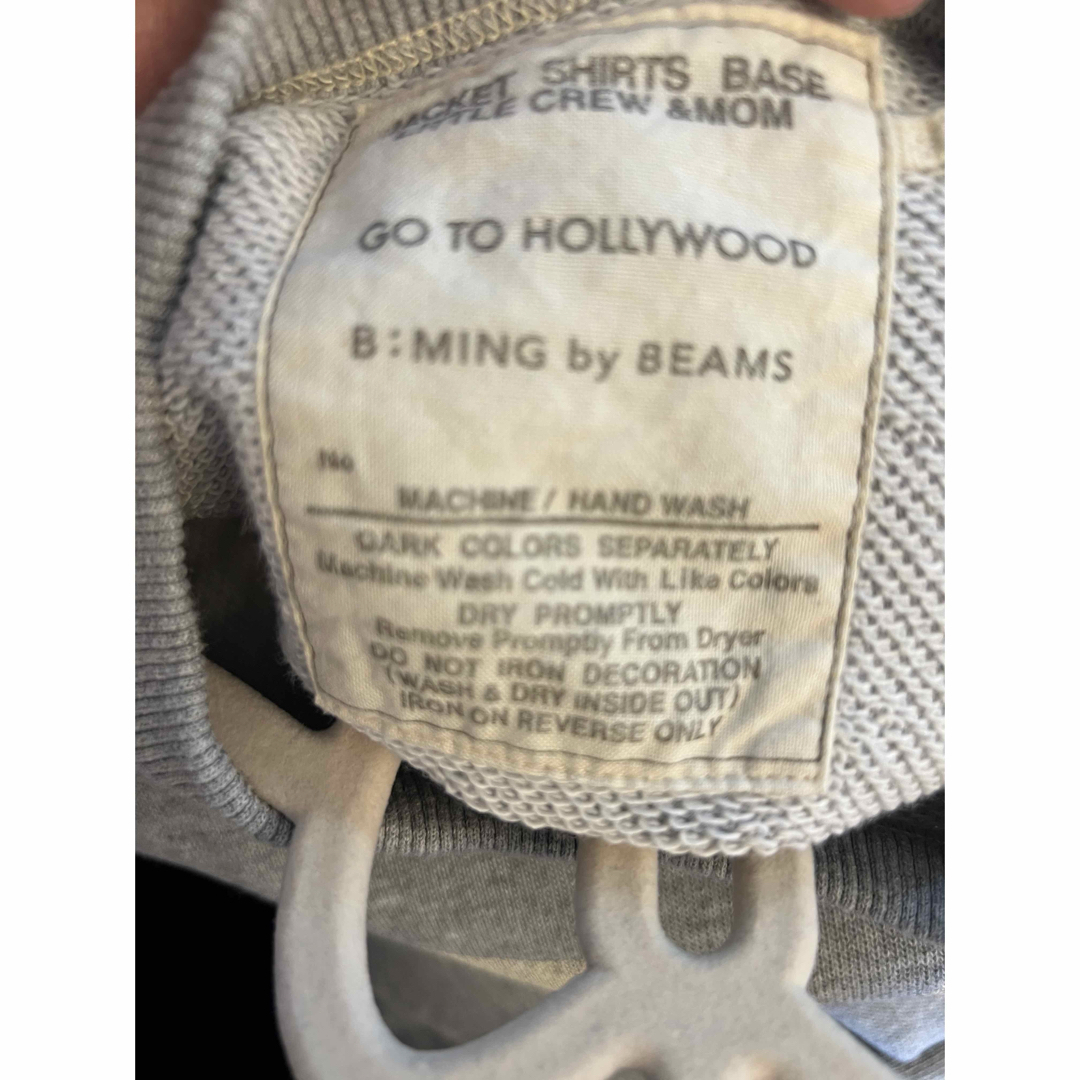 SHIRTS BASE
CREW & MOM
GO TO HOLLYWOOD
B:MING by BEAMS
No
MACHINE / HAND WASH
DARK COLORS SEPARATELY
Machine Wash Cold With Like Colors
DRY PROMPTLY
Remove Promptly From Dryer
DO NOT IRON DECORATION
(WASH & DRY INSIDE OUT)
IRON ON REVERSE ONLY